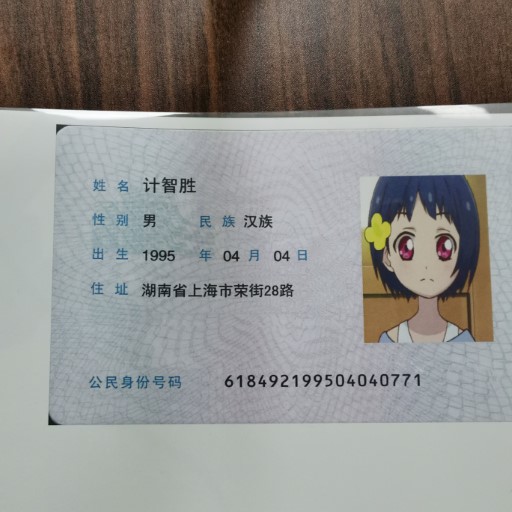 姓名 计智胜
性别 男 民族 汉族
出生 1995 年 04 月 04 日
住址 湖南省上海市荣街28路
公民身份号码 618492199504040771